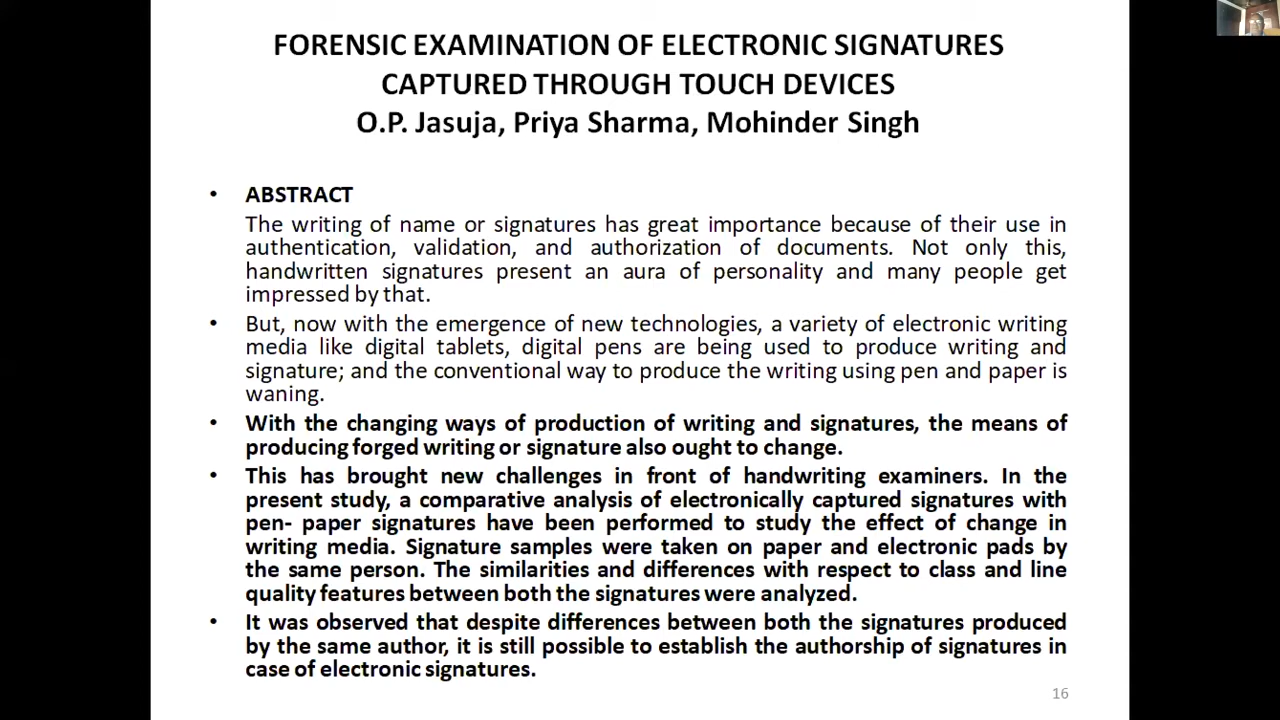 FORENSIC EXAMINATION OF ELECTRONIC SIGNATURES
CAPTURED THROUGH TOUCH DEVICES
O.P. Jasuja, Priya Sharma, Mohinder Singh
• ABSTRACT
The writing of name or signatures has great importance because of their use in
authentication, validation, and authorization of documents. Not only this,
handwritten signatures present an aura of personality and many people get
impressed by that.
• But, now with the emergence of new technologies, a variety of electronic writing
media like digital tablets, digital pens are being used to produce writing and
signature; and the conventional way to produce the writing using pen and paper is
waning.
• With the changing ways of production of writing and signatures, the means of
producing forged writing or signature also ought to change.
• This has brought new challenges in front of handwriting examiners. In the
present study, a comparative analysis of electronically captured signatures with
pen- paper signatures have been performed to study the effect of change in
writing media. Signature samples were taken on paper and electronic pads by
the same person. The similarities and differences with respect to class and line
quality features between both the signatures were analyzed.
• It was observed that despite differences between both the signatures produced
by the same author, it is still possible to establish the authorship of signatures in
case of electronic signatures.
16